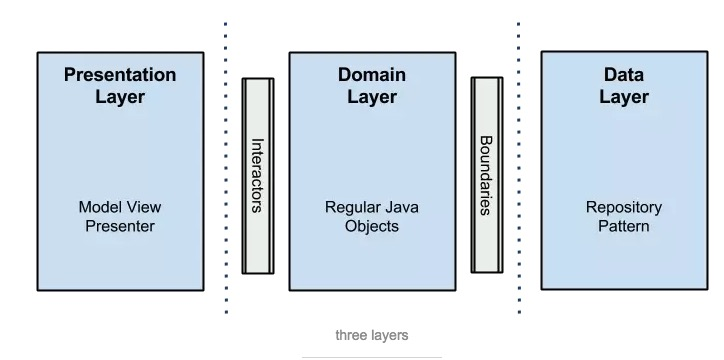 Presentation
Layer
Model View
Presenter
Interactors
Domain
Layer
Regular Java
Objects
Boundaries
Data
Layer
Repository
Pattern
three layers